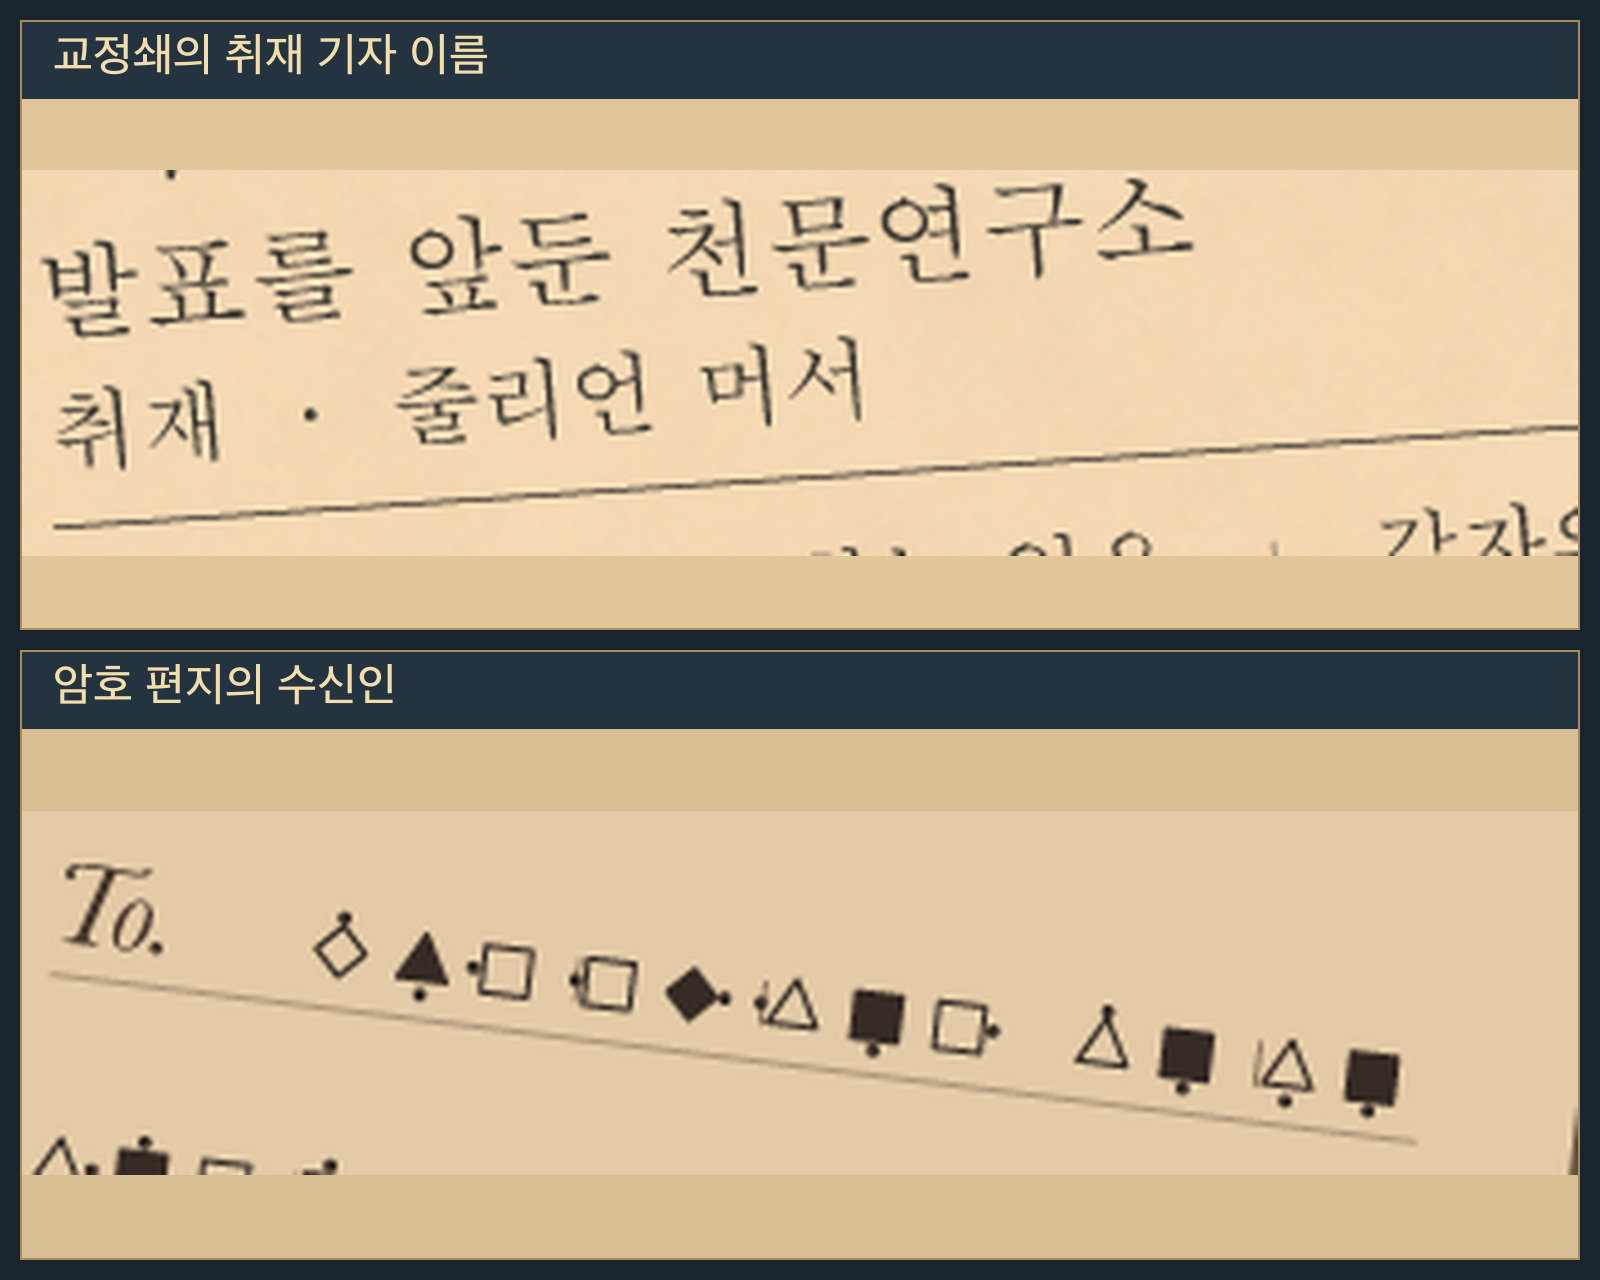 교정쇄의 취재 기자 이름
발표를 앞둔 천문연구소
취재 · 줄리언 머서
암호 편지의 수신인
To.